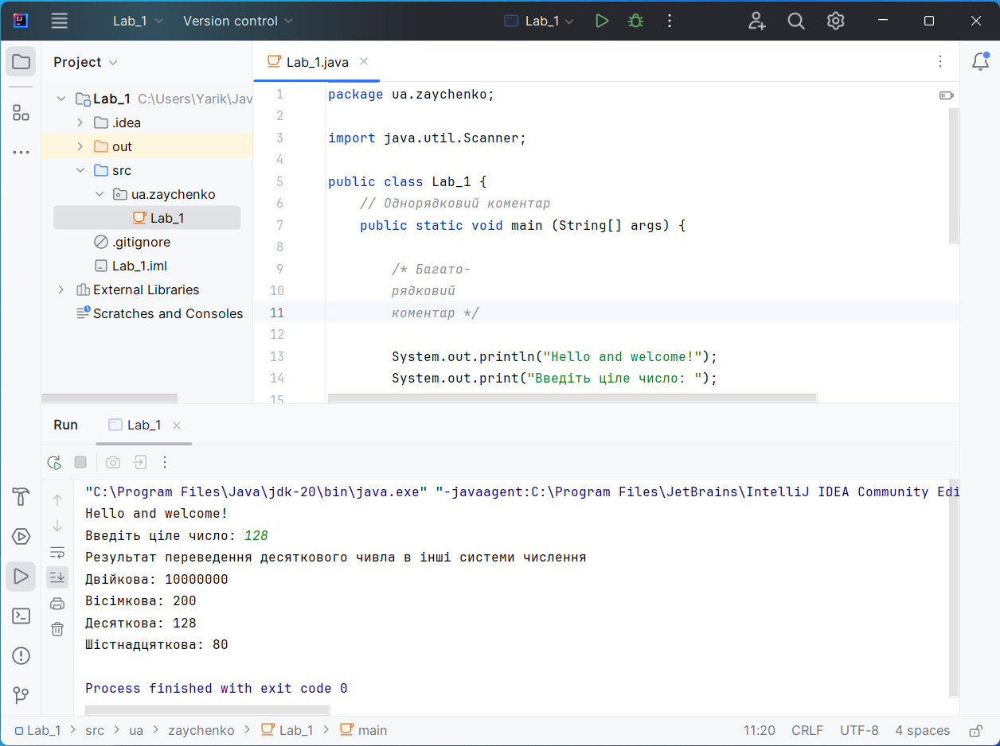 Lab_1 Version control Lab_1
Project
Lab_1.java
Lab_1 C:\Users\Yarik\Jav
.idea
out
src
ua.zaychenko
Lab_1
.gitignore
Lab_1.iml
External Libraries
Scratches and Consoles
1 package ua.zaychenko;
2
3 import java.util.Scanner;
4
5 public class Lab_1 {
6 // Однорядковий коментар
7 public static void main (String[] args) {
8
9 /* Багато-
10 рядковий
11 коментар */
12
13 System.out.println("Hello and welcome!");
14 System.out.print("Введіть ціле число: ");
15
Run Lab_1
"C:\Program Files\Java\jdk-20\bin\java.exe" "-javaagent:C:\Program Files\JetBrains\IntelliJ IDEA Community Edi
Hello and welcome!
Введіть ціле число: 128
Результат переведення десяткового чивла в інші системи числення
Двійкова: 10000000
Вісімкова: 200
Десяткова: 128
Шістнадцяткова: 80
Process finished with exit code 0
Lab_1 > src > ua > zaychenko > Lab_1 > main 11:20 CRLF UTF-8 4 spaces